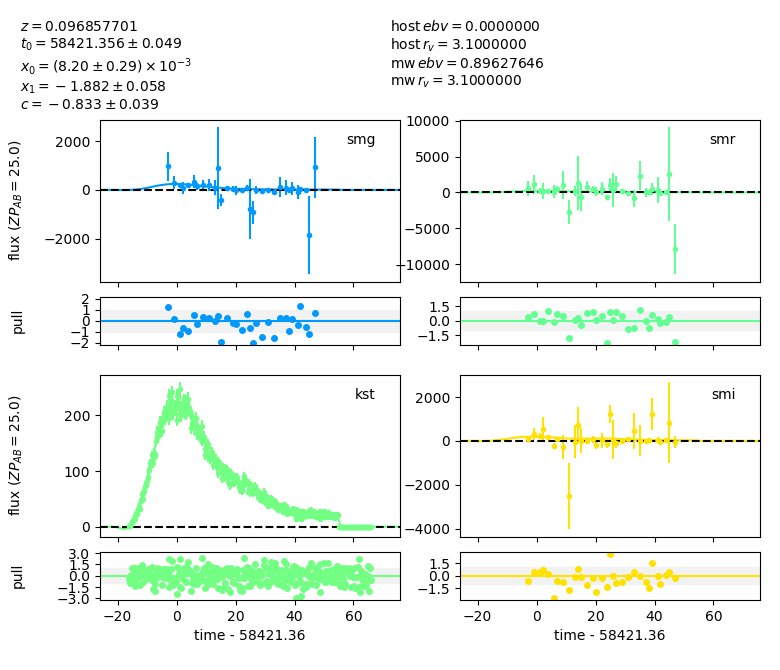 z = 0.096857701
t0 = 58421.356 ± 0.049
x0 = (8.20 ± 0.29) × 10−3
x1 = −1.882 ± 0.058
c = −0.833 ± 0.039
host ebv = 0.0000000
host rv = 3.1000000
mw ebv = 0.89627646
mw rv = 3.1000000
flux (ZPAB = 25.0)
2000
0
−2000
smg
10000
5000
0
−5000
−10000
smr
pull
2
1
0
−1
−2
1.5
0.0
−1.5
flux (ZPAB = 25.0)
200
100
0
kst
2000
0
−2000
−4000
smi
pull
3.0
1.5
0.0
−1.5
−3.0
1.5
0.0
−1.5
−20 0 20 40 60
−20 0 20 40 60
time - 58421.36
time - 58421.36